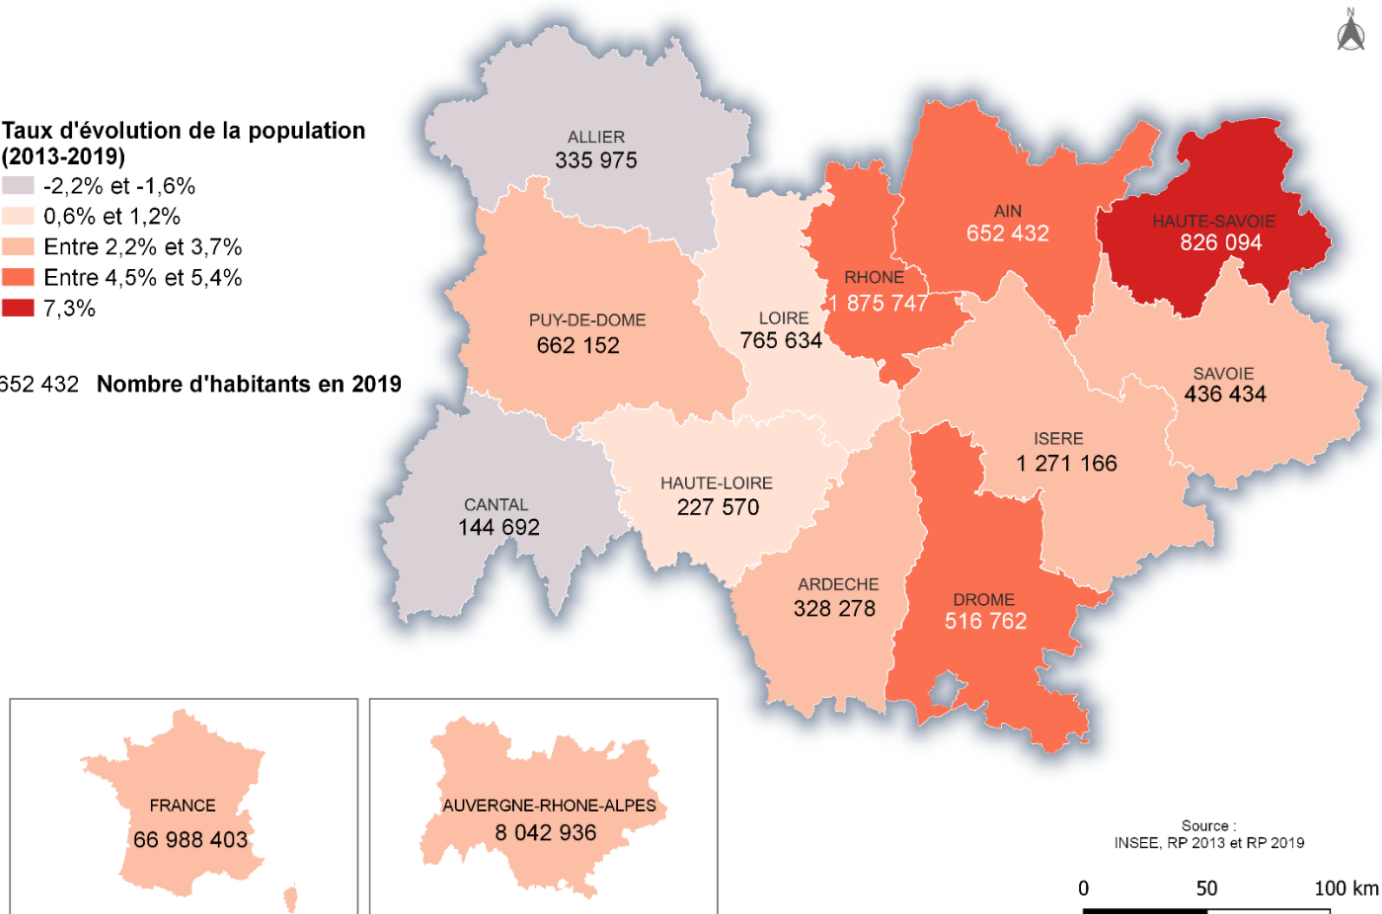 N
Taux d'évolution de la population
(2013-2019)
-2,2% et -1,6%
0,6% et 1,2%
Entre 2,2% et 3,7%
Entre 4,5% et 5,4%
7,3%
652 432 Nombre d'habitants en 2019
ALLIER
335 975
AIN
652 432
HAUTE-SAVOIE
826 094
RHONE
1 875 747
PUY-DE-DOME
662 152
LOIRE
765 634
SAVOIE
436 434
ISERE
1 271 166
HAUTE-LOIRE
227 570
CANTAL
144 692
ARDECHE
328 278
DROME
516 762
FRANCE
66 988 403
AUVERGNE-RHONE-ALPES
8 042 936
Source :
INSEE, RP 2013 et RP 2019
0 50 100 km